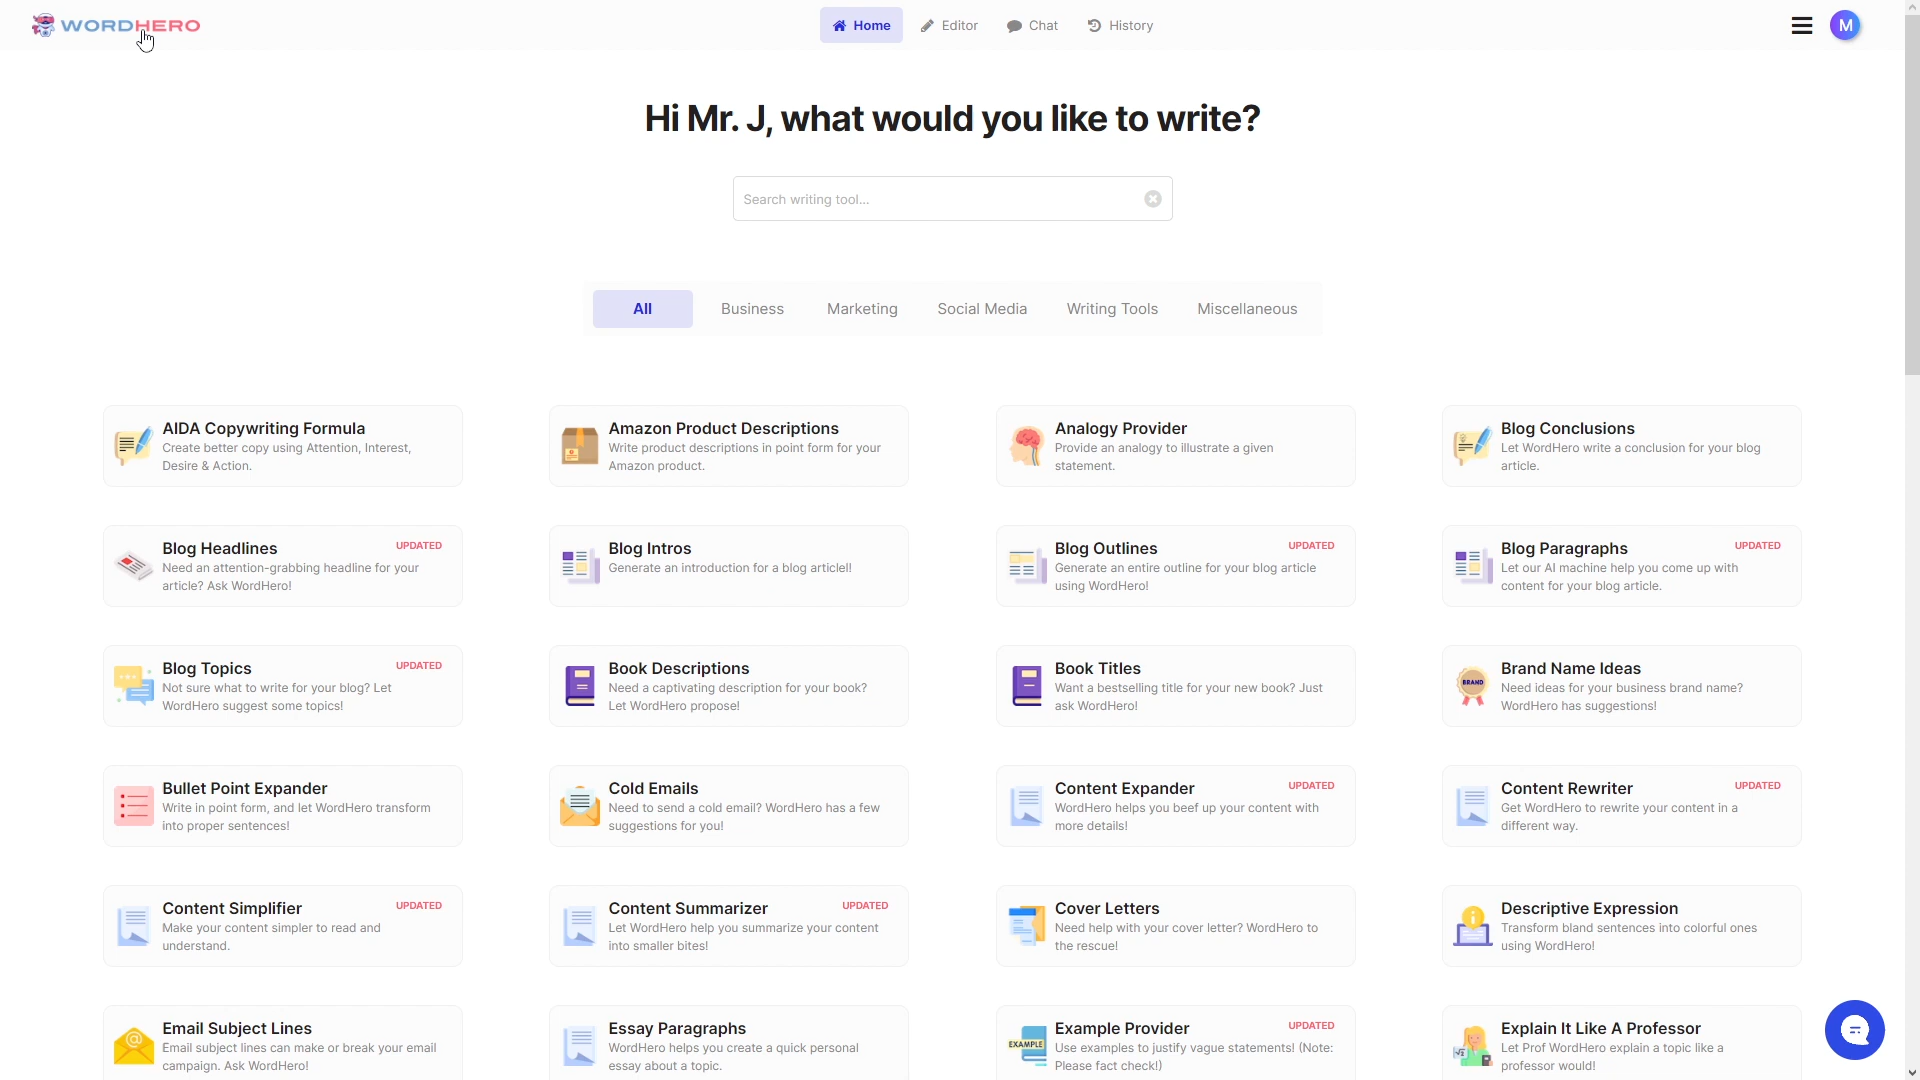 WORDHERO
Home
Editor
Chat
History
M
Hi Mr. J, what would you like to write?
Search writing tool...
All
Business
Marketing
Social Media
Writing Tools
Miscellaneous
AIDA Copywriting Formula
Create better copy using Attention, Interest,
Desire & Action.
Amazon Product Descriptions
Write product descriptions in point form for your
Amazon product.
Analogy Provider
Provide an analogy to illustrate a given
statement.
Blog Conclusions
Let WordHero write a conclusion for your blog
article.
Blog Headlines
UPDATED
Need an attention-grabbing headline for your
article? Ask WordHero!
Blog Intros
Generate an introduction for a blog articlel!
Blog Outlines
UPDATED
Generate an entire outline for your blog article
using WordHero!
Blog Paragraphs
UPDATED
Let our AI machine help you come up with
content for your blog article.
Blog Topics
UPDATED
Not sure what to write for your blog? Let
WordHero suggest some topics!
Book Descriptions
Need a captivating description for your book?
Let WordHero propose!
Book Titles
Want a bestselling title for your new book? Just
ask WordHero!
BRAND
Brand Name Ideas
Need ideas for your business brand name?
WordHero has suggestions!
Bullet Point Expander
Write in point form, and let WordHero transform
into proper sentences!
Cold Emails
Need to send a cold email? WordHero has a few
suggestions for you!
Content Expander
UPDATED
WordHero helps you beef up your content with
more details!
Content Rewriter
UPDATED
Get WordHero to rewrite your content in a
different way.
Content Simplifier
UPDATED
Make your content simpler to read and
understand.
Content Summarizer
UPDATED
Let WordHero help you summarize your content
into smaller bites!
Cover Letters
Need help with your cover letter? WordHero to
the rescue!
Descriptive Expression
Transform bland sentences into colorful ones
using WordHero!
Email Subject Lines
Email subject lines can make or break your email
campaign. Ask WordHero!
Essay Paragraphs
WordHero helps you create a quick personal
essay about a topic.
EXAMPLE
Example Provider
UPDATED
Use examples to justify vague statements! (Note:
Please fact check!)
Explain It Like A Professor
Let Prof WordHero explain a topic like a
professor would!